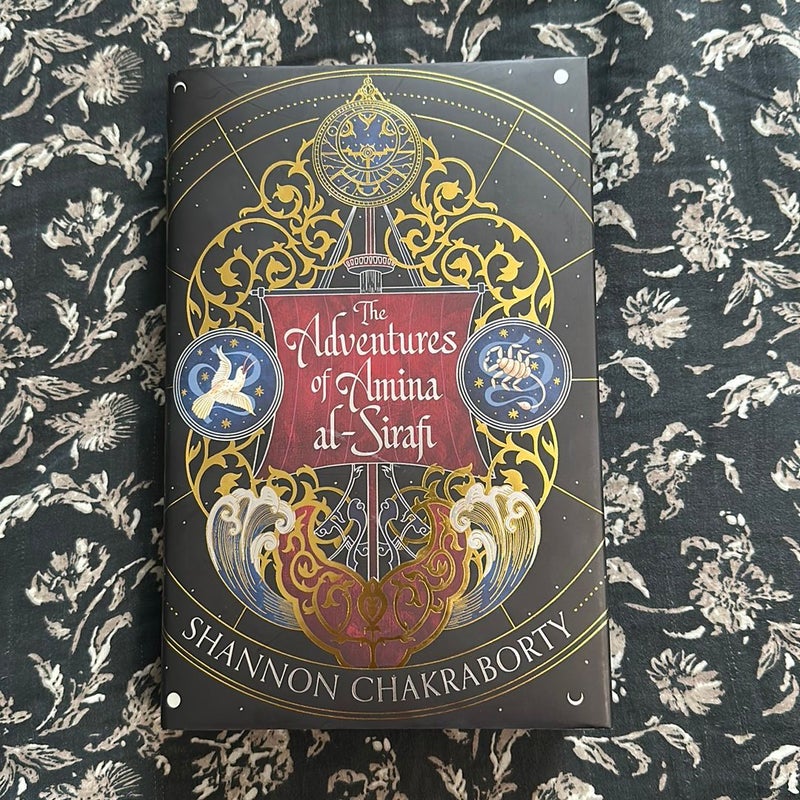 The
Adventures
of Amina
al-Sirafi
SHANNON CHAKRABORTY